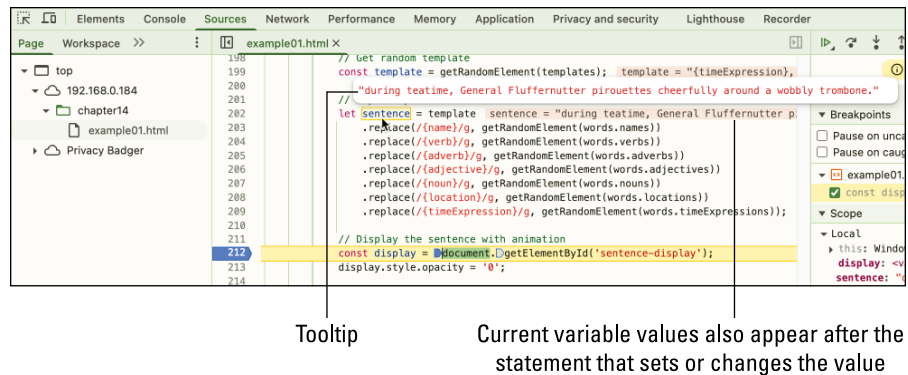 Elements Console Sources Network Performance Memory Application Privacy and security Lighthouse Recorder
Page Workspace >> example01.html ×
top
192.168.0.184
chapter14
example01.html
Privacy Badger
198 // Get random template
199 const template = getRandomElement(templates); template = "{timeExpression},
200
"during teatime, General Fluffernutter pirouettes cheerfully around a wobbly trombone."
201 //
202 let sentence = template sentence = "during teatime, General Fluffernutter p
203 .replace(/{name}/g, getRandomElement(words.names))
204 .replace(/{verb}/g, getRandomElement(words.verbs))
205 .replace(/{adverb}/g, getRandomElement(words.adverbs))
206 .replace(/{adjective}/g, getRandomElement(words.adjectives))
207 .replace(/{noun}/g, getRandomElement(words.nouns))
208 .replace(/{location}/g, getRandomElement(words.locations))
209 .replace(/{timeExpression}/g, getRandomElement(words.timeExpressions));
210
211 // Display the sentence with animation
212 const display = document.getElementById('sentence-display');
213 display.style.opacity = '0';
214
Breakpoints
Pause on unca
Pause on caug
example01.
const disp
Scope
Local
this: Windo
display: <v
sentence: "d
Tooltip
Current variable values also appear after the
statement that sets or changes the value